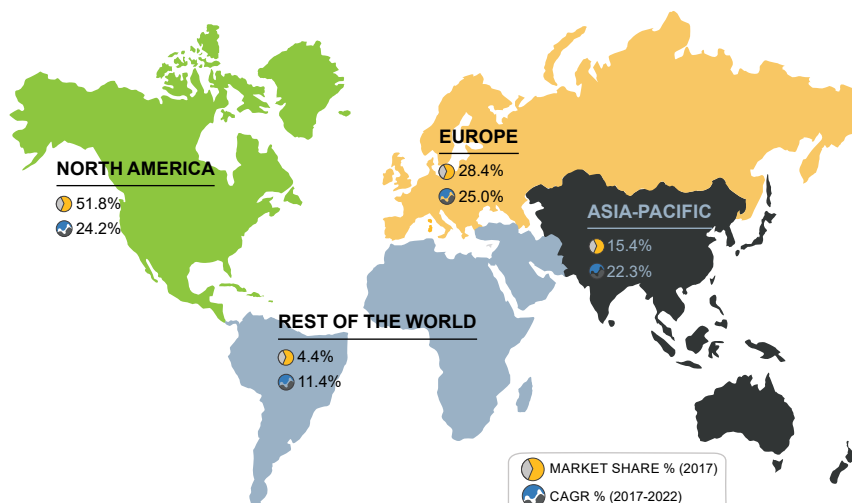 NORTH AMERICA
51.8%
24.2%
EUROPE
28.4%
25.0%
ASIA-PACIFIC
15.4%
22.3%
REST OF THE WORLD
4.4%
11.4%
MARKET SHARE % (2017)
CAGR % (2017-2022)